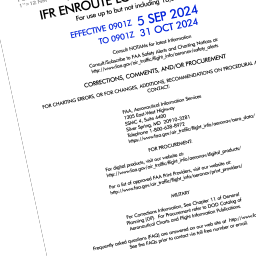 IFR ENROUTE
For use up to but not including
EFFECTIVE 0901Z 5 SEP 2024
TO 0901Z 31 OCT 2024
Consult NOTAMs for latest information
Consult/Subscribe to FAA Safety Alerts and Charting Notices at:
http://www.faa.gov/air_traffic/flight_info/aeronav/safety_alerts
CORRECTIONS, COMMENTS, AND/OR PROCUREMENT
FOR CHARTING ERRORS, OR FOR CHANGES, ADDITIONS, RECOMMENDATIONS ON PROCEDURAL
CONTACT:
FAA, Aeronautical Information Services
1305 East-West Highway
SSMC 4, Suite 4400
Silver Spring, MD 20910-3281
Telephone 1-800-638-8972
https://www.faa.gov/air_traffic/flight_info/aeronav/aero_data/
FOR PROCUREMENT:
For digital products, visit our website at:
http://www.faa.gov/air_traffic/flight_info/aeronav/digital_products/
For a list of approved FAA Print Providers, visit our website at:
http://www.faa.gov/air_traffic/flight_info/aeronav/print_providers/
MILITARY
For Corrections Information, See Chapter 11 of General
Planning (GP) For Procurement refer to DOD Catalog of
Aeronautical Charts and Flight Information Publications.
Frequently asked questions (FAQ) are answered on our web site at http://www.
See the FAQs prior to contact via toll free number or email.